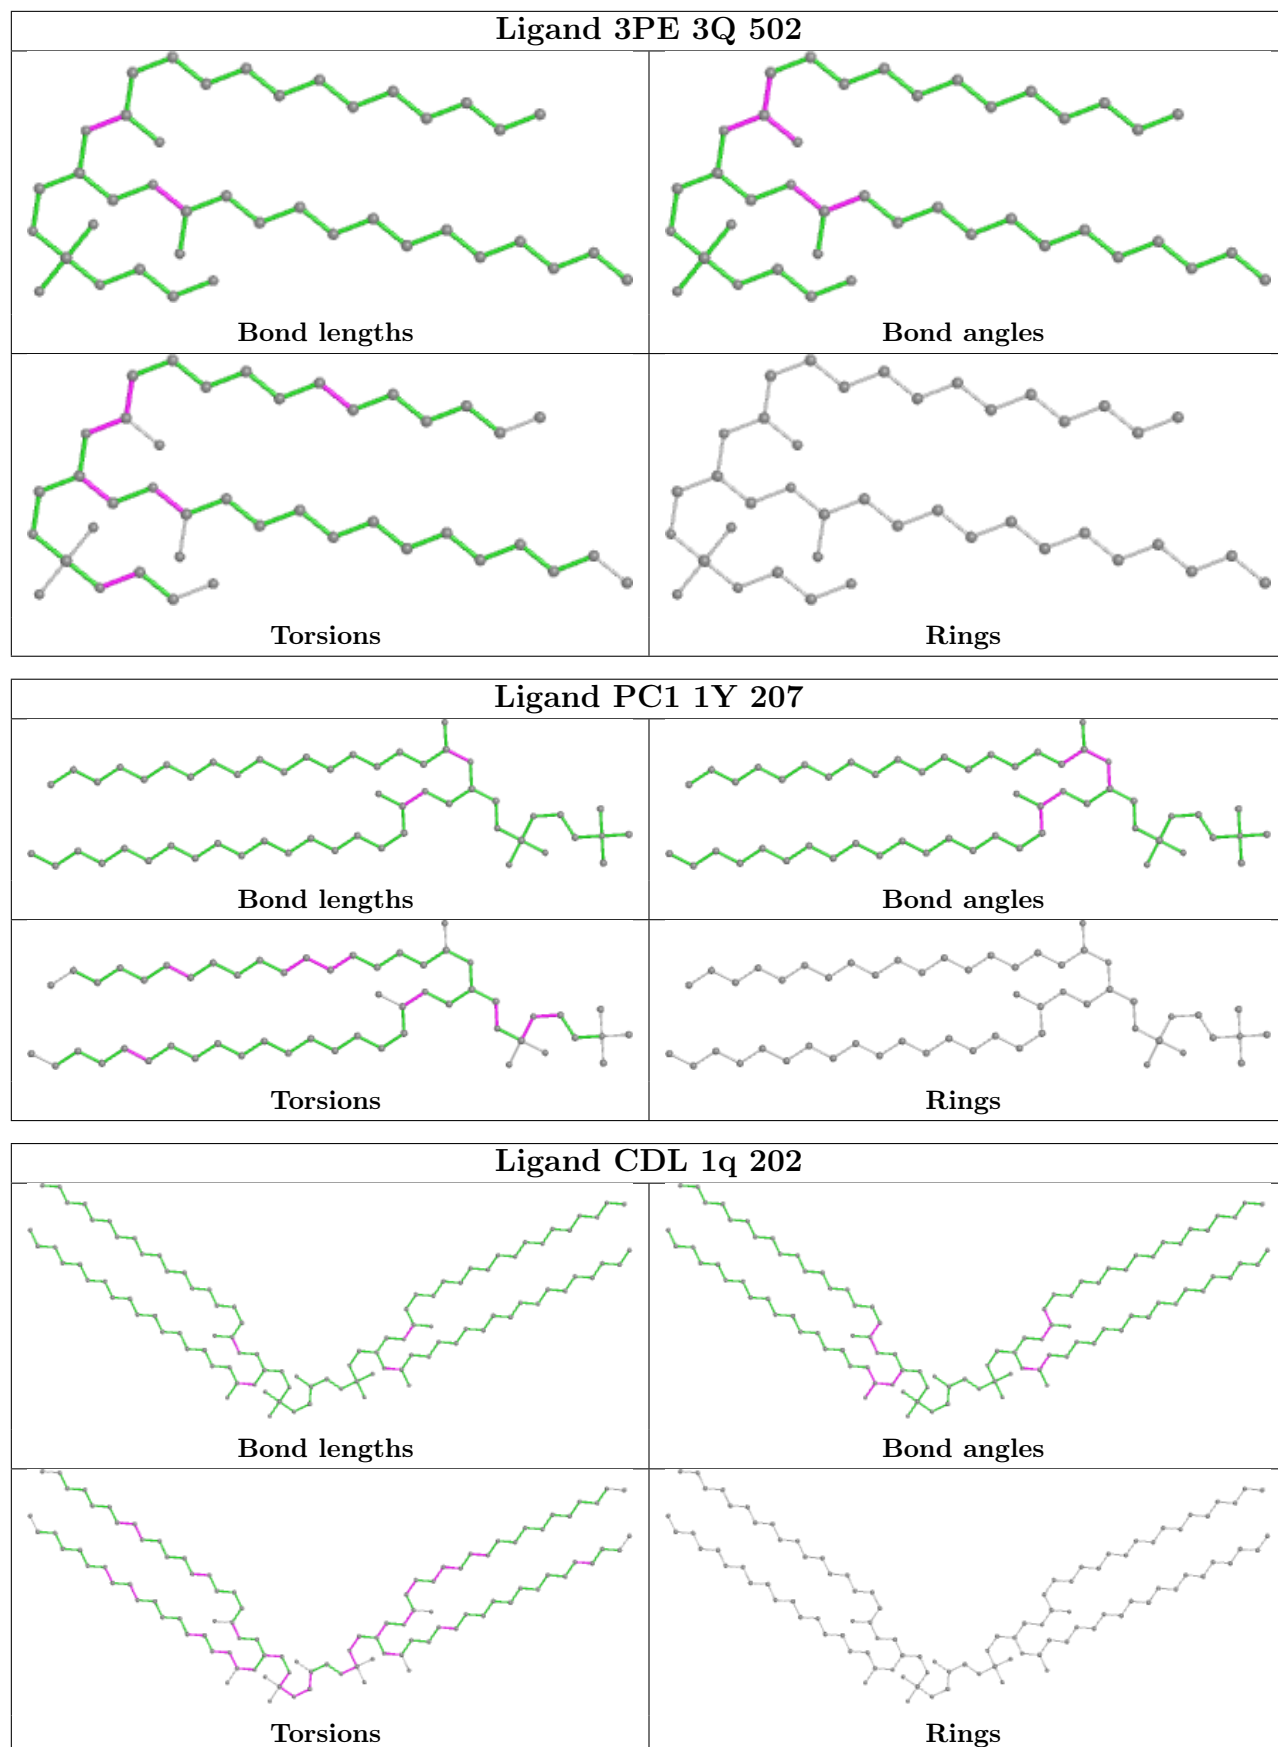 Ligand 3PE 3Q 502
Bond lengths
Bond angles
Torsions
Rings
Ligand PC1 1Y 207
Bond lengths
Bond angles
Torsions
Rings
Ligand CDL 1q 202
Bond lengths
Bond angles
Torsions
Rings